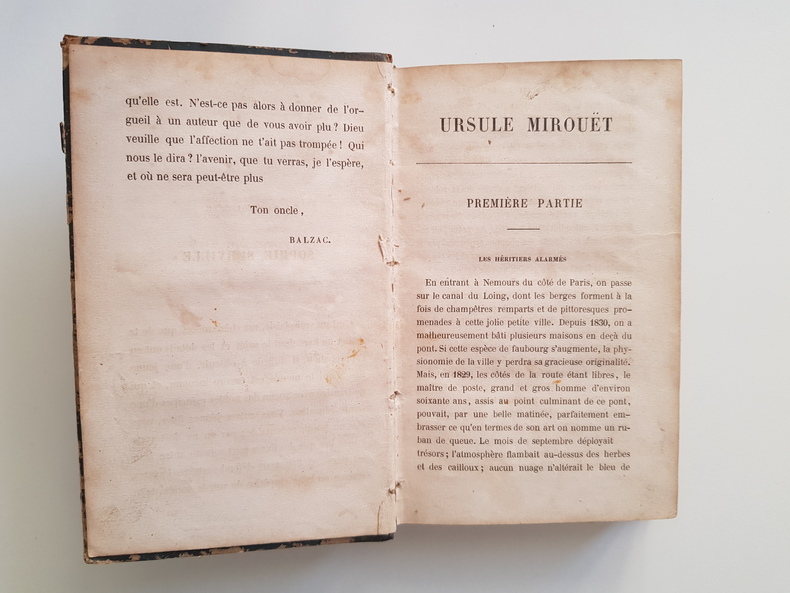 qu'elle est. N'est-ce pas alors à donner de l'or-
gueil à un auteur que de vous avoir plu? Dieu
veuille que l'affection ne t'ait pas trompée! Qui
nous le dira? l'avenir, que tu verras, je l'espère,
et où ne sera peut-être plus
Ton oncle,
BALZAC.
URSULE MIROUËT
PREMIÈRE PARTIE
LES HÉRITIERS ALARMÉS
En entrant à Nemours du côté de Paris, on passe
sur le canal du Loing, dont les berges forment à la
fois de champêtres remparts et de pittoresques pro-
menades à cette jolie petite ville. Depuis 1830, on a
malheureusement bâti plusieurs maisons en deçà du
pont. Si cette espèce de faubourg s'augmente, la phy-
sionomie de la ville y perdra sa gracieuse originalité.
Mais, en 1829, les côtés de la route étant libres, le
maître de poste, grand et gros homme d'environ
soixante ans, assis au point culminant de ce pont,
pouvait, par une belle matinée, parfaitement em-
brasser ce qu'en termes de son art on nomme un ru-
ban de queue. Le mois de septembre déployait
trésors; l'atmosphère flambait au-dessus des herbes
et des cailloux; aucun nuage n'altérait le bleu de